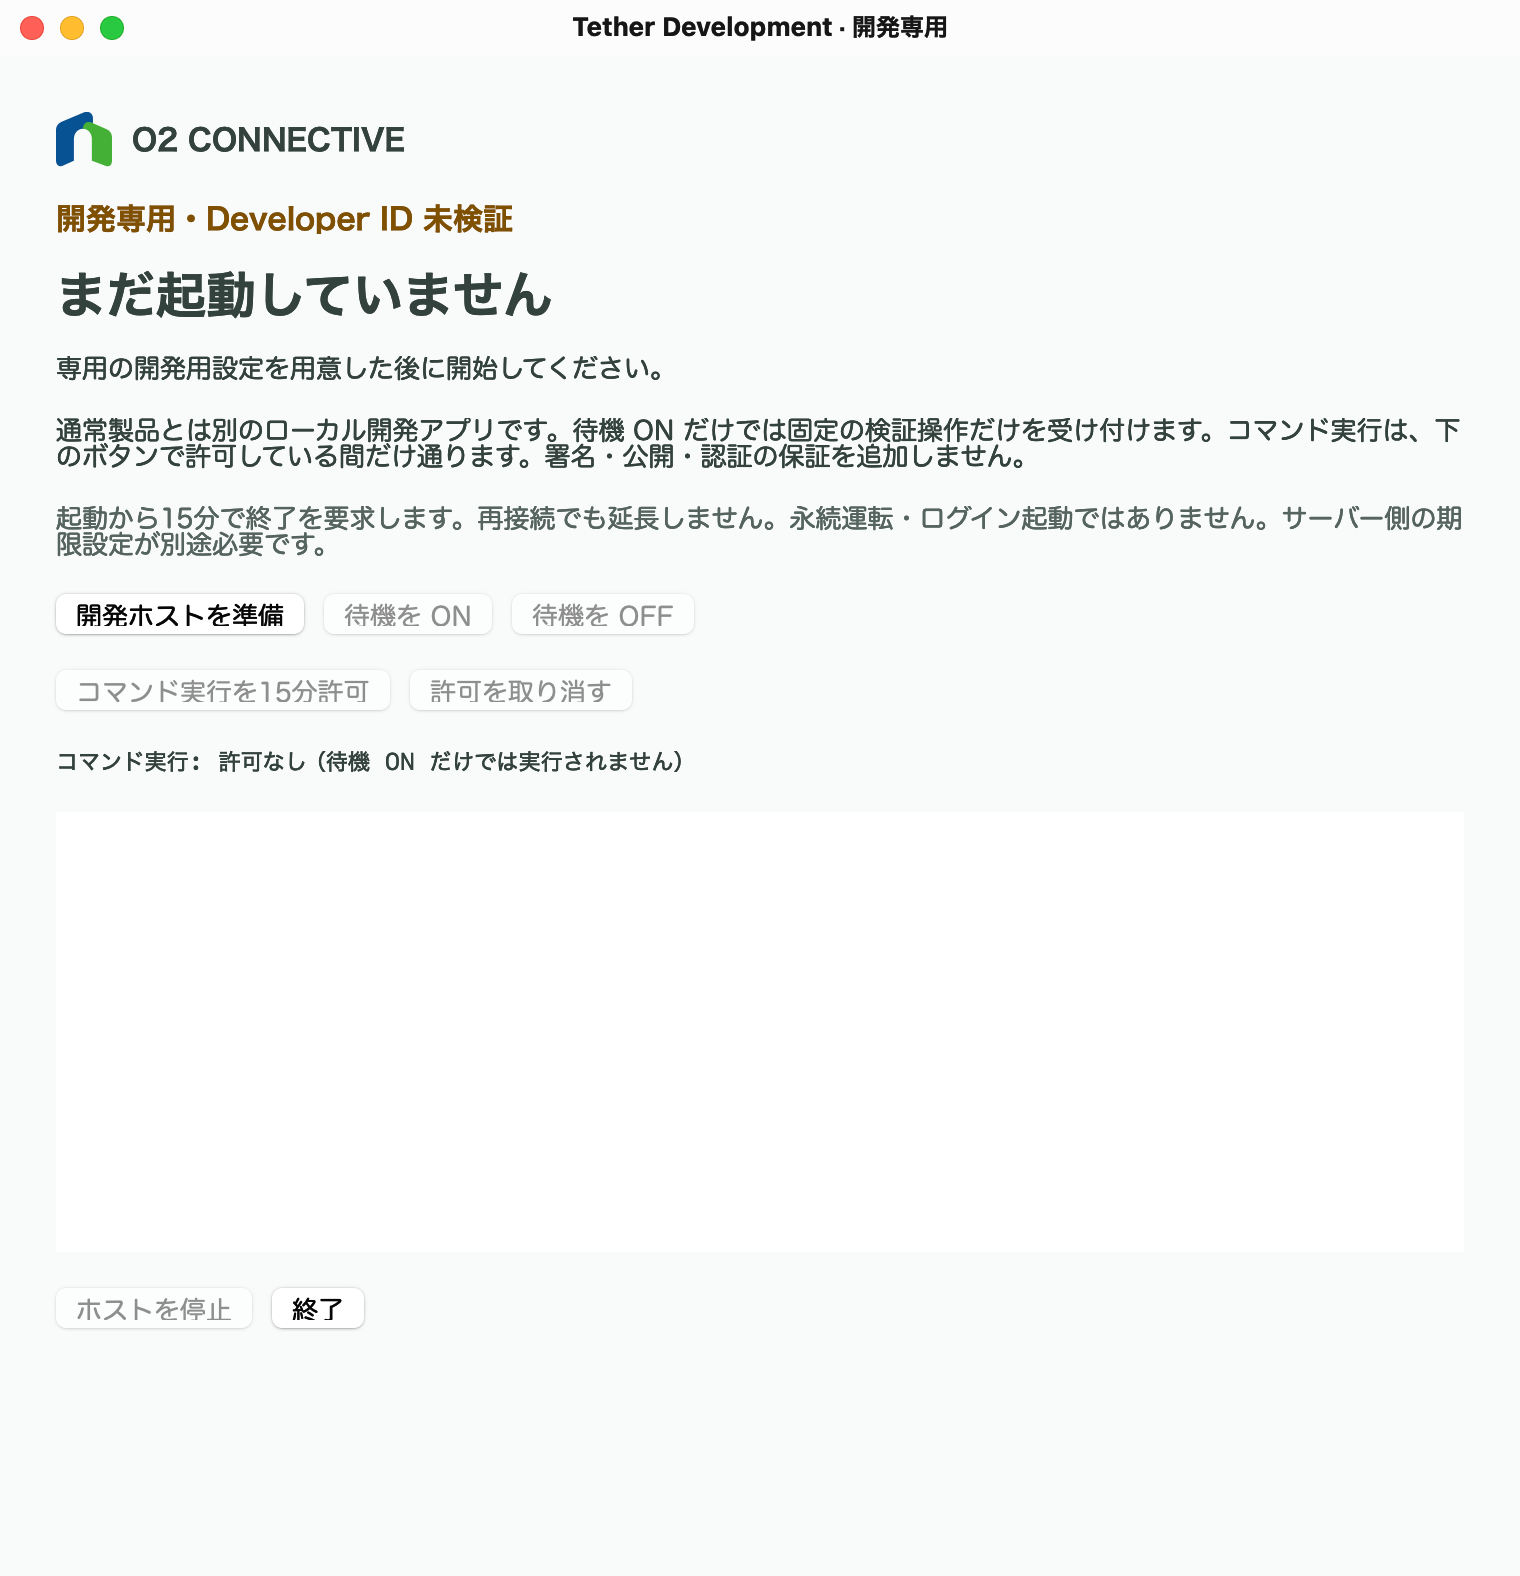 Tether Development · 開発専用
O2 CONNECTIVE
開発専用・Developer ID 未検証
まだ起動していません
専用の開発用設定を用意した後に開始してください。
通常製品とは別のローカル開発アプリです。待機 ON だけでは固定の検証操作だけを受け付けます。コマンド実行は、下
のボタンで許可している間だけ通ります。署名・公開・認証の保証を追加しません。
起動から15分で終了を要求します。再接続でも延長しません。永続運転・ログイン起動ではありません。サーバー側の期
限設定が別途必要です。
開発ホストを準備 待機を ON 待機を OFF
コマンド実行を15分許可 許可を取り消す
コマンド実行: 許可なし（待機 ON だけでは実行されません）
ホストを停止 終了